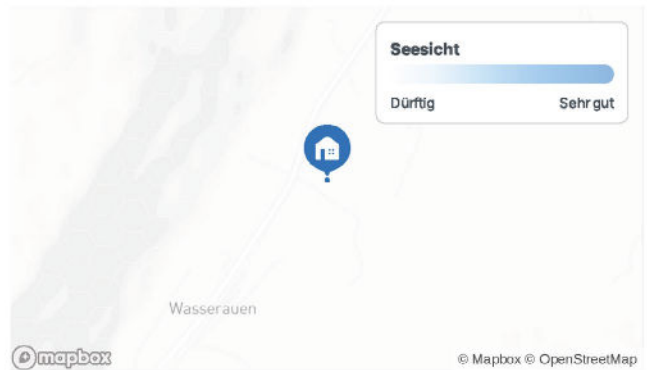 Seesicht
Dürftig Sehr gut
Wasserauen
mapbox
© Mapbox © OpenStreetMap